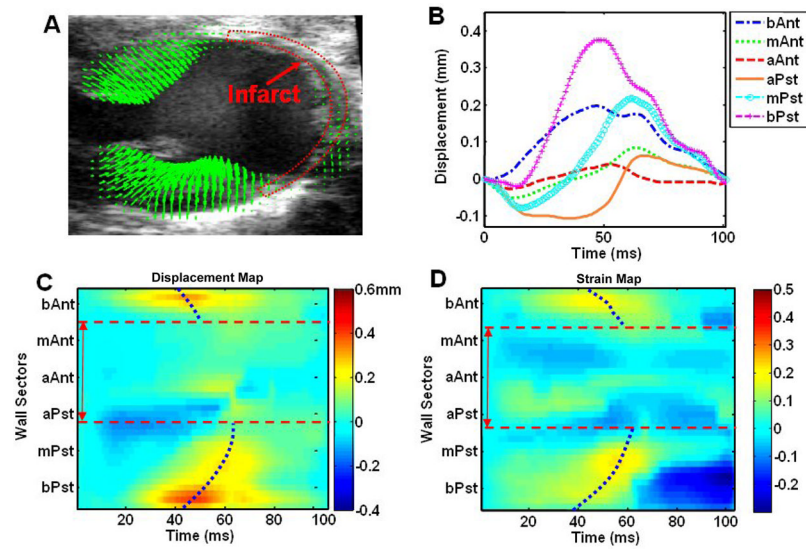 A
Infarct
B
Displacement (mm)
0.4
0.3
0.2
0.1
0
-0.1
0
50
100
Time (ms)
bAnt
mAnt
aAnt
aPst
mPst
bPst
C
Displacement Map
Wall Sectors
bAnt
mAnt
aAnt
aPst
mPst
bPst
20
40
60
80
100
Time (ms)
0.6mm
0.4
0.2
0
-0.2
-0.4
D
Strain Map
Wall Sectors
bAnt
mAnt
aAnt
aPst
mPst
bPst
20
40
60
80
100
Time (ms)
0.5
0.4
0.3
0.2
0.1
0
-0.1
-0.2